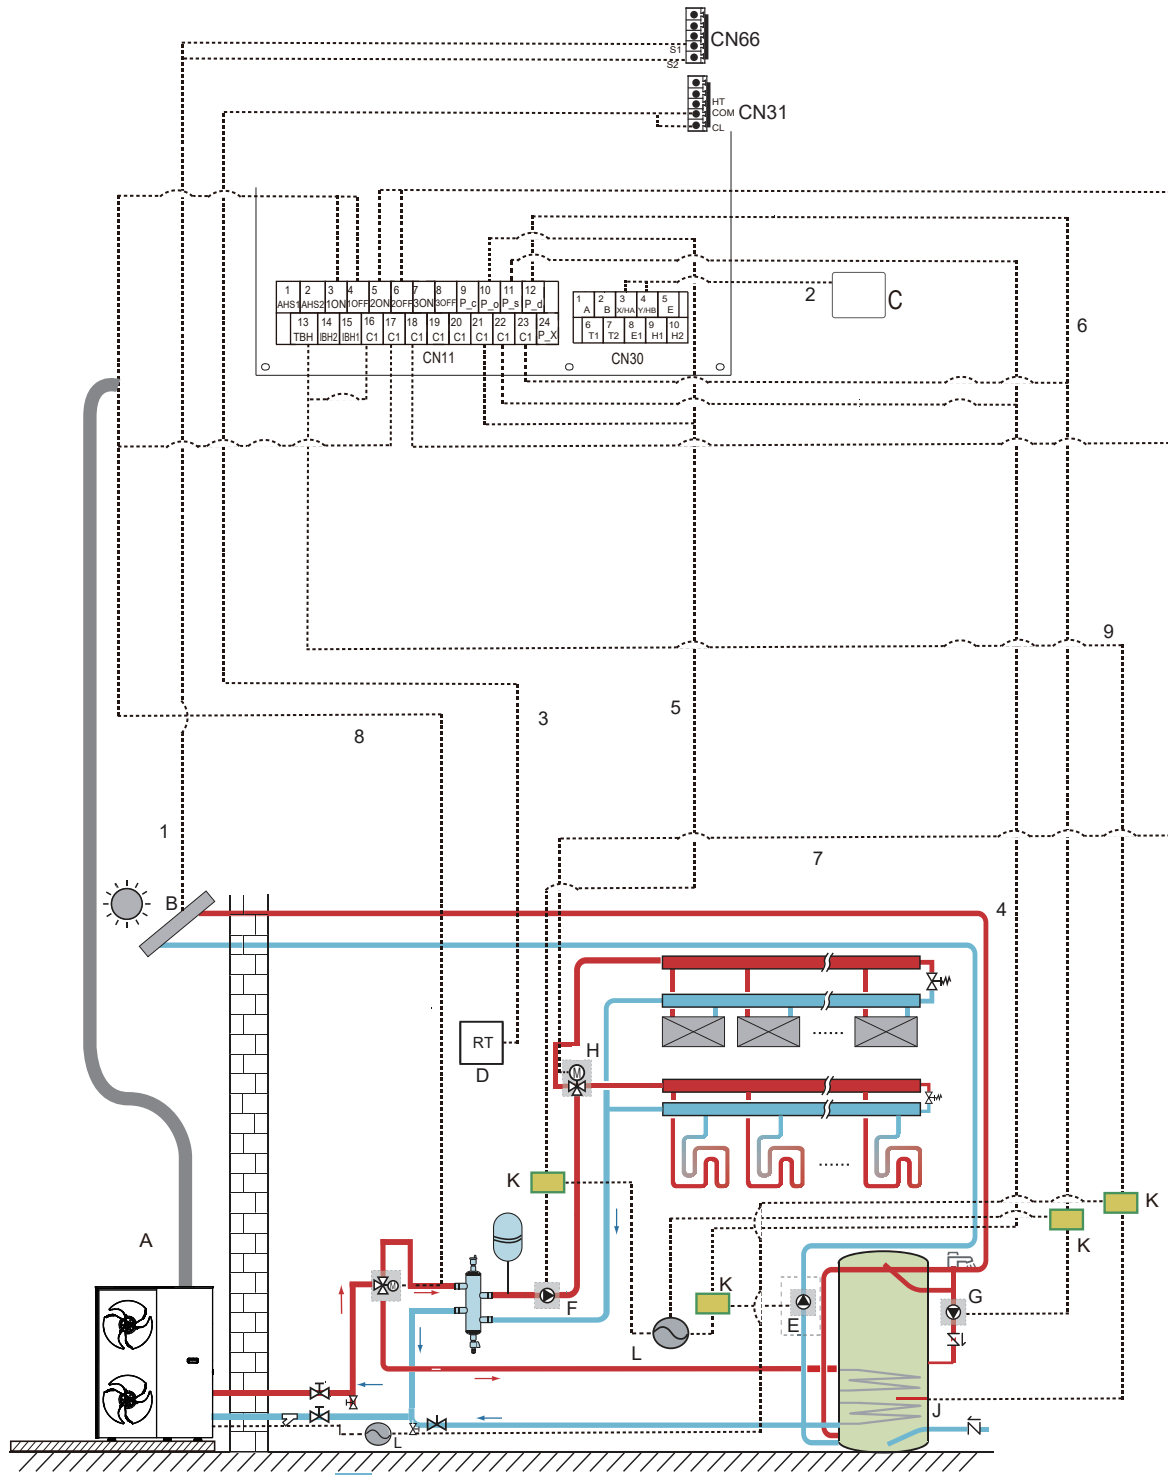 CN66
S1
S2
HT
COM
CL
CN31
1 2 3 4 5 6 7 8 9 10 11 12
AHS1 AHS2 1ON 1OFF 2ON 2OFF 3ON 3OFF P_c P_o P_s P_d
13 14 15 16 17 18 19 20 21 22 23 24
TBH IBH2 IBH1 C1 C1 C1 C1 C1 C1 C1 C1 P_X
CN11
1 2 3 4 5
A B X/HA Y/HB E
6 7 8 9 10
T1 T2 E1 H1 H2
CN30
2
C
6
9
5
3
8
1
7
B
4
RT
D
H
M
K
K
K
A
K
G
F
E
M
L
J
L